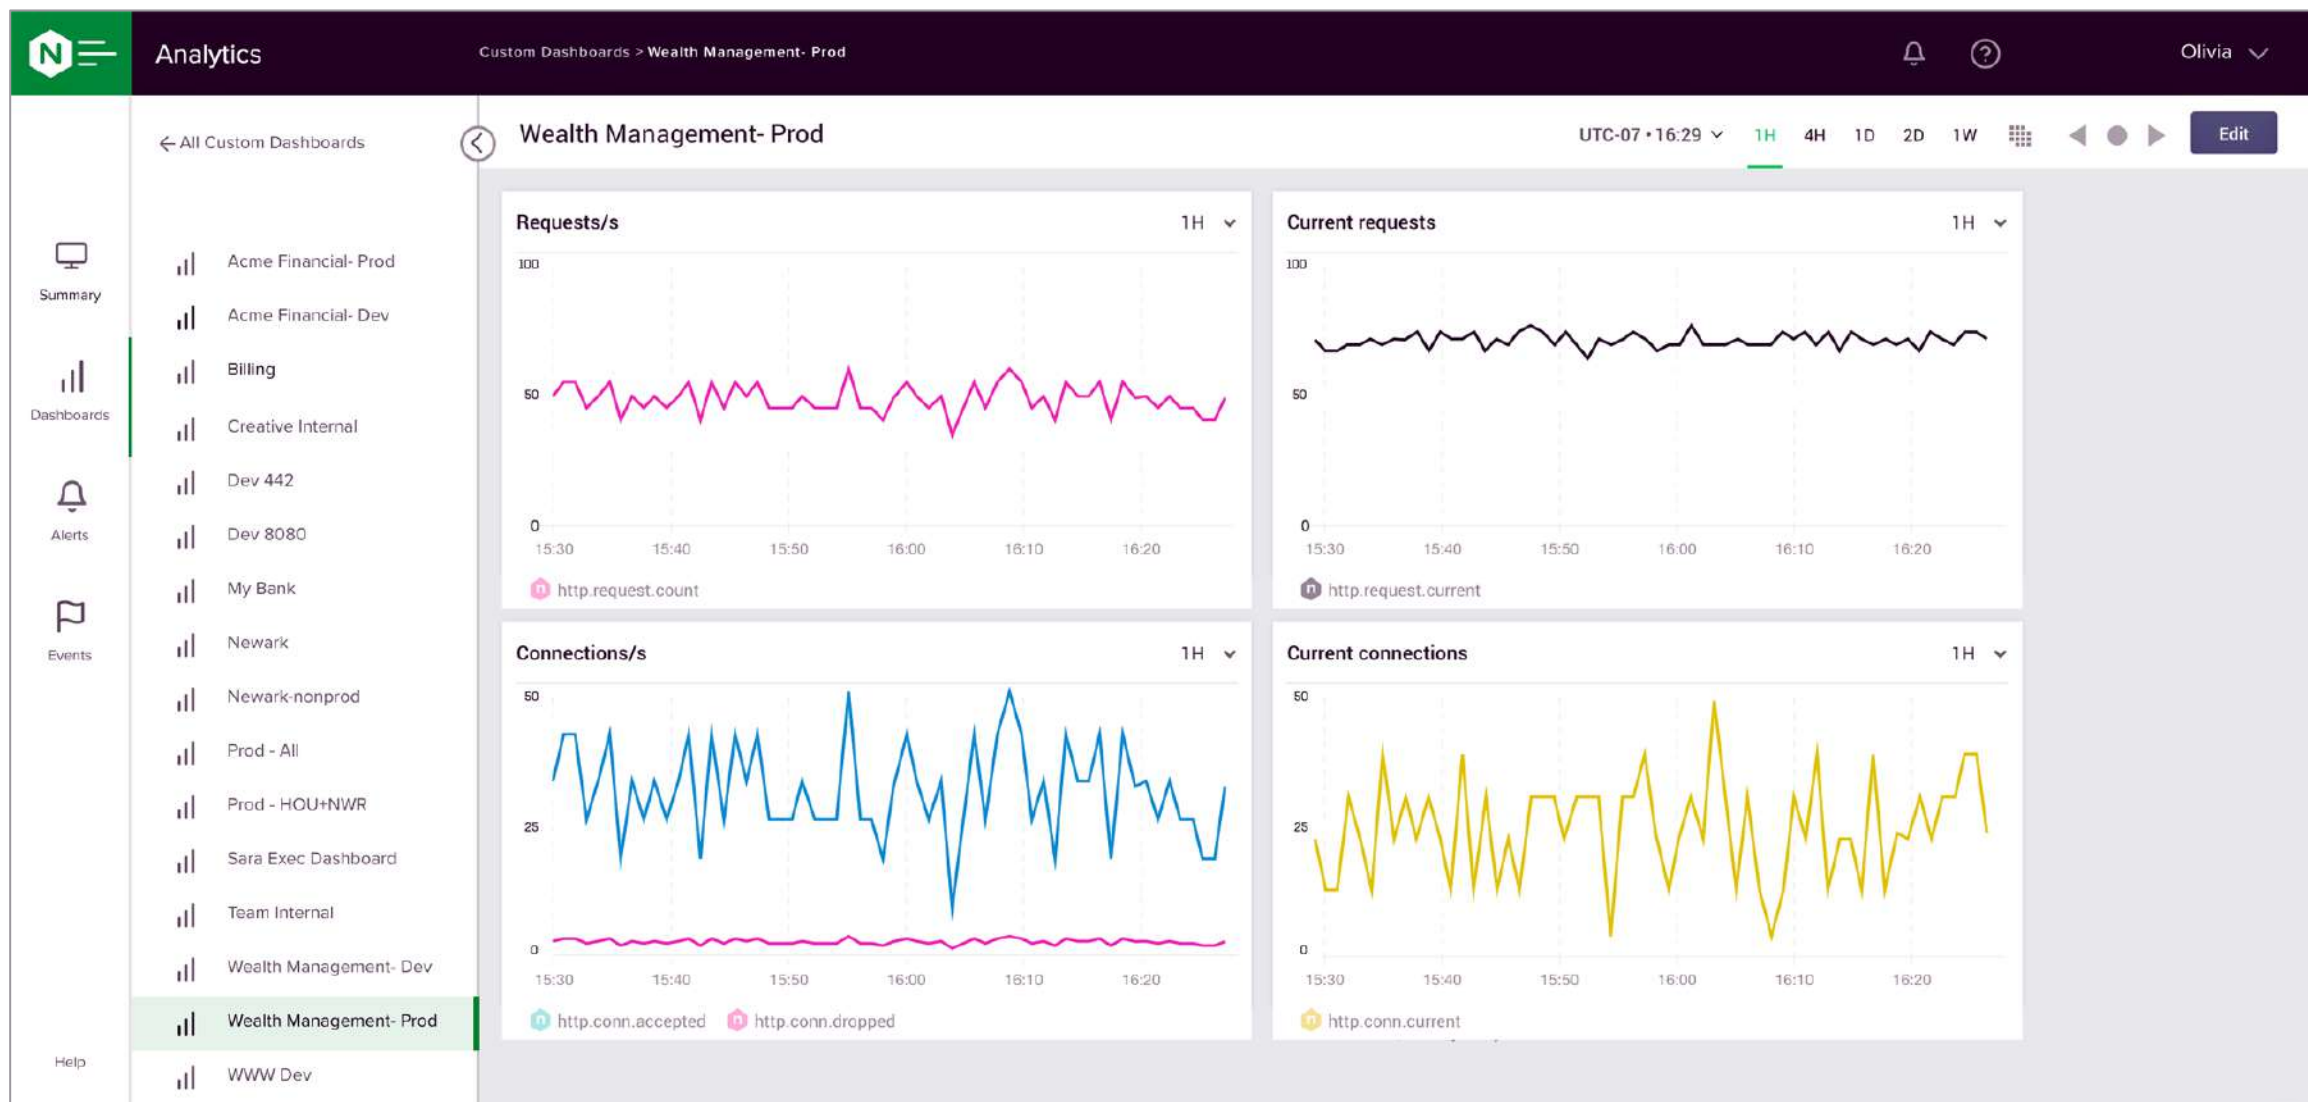 N
Analytics
Custom Dashboards > Wealth Management- Prod
Olivia
All Custom Dashboards
Wealth Management- Prod
UTC-07 • 16:29
1H
4H
1D
2D
1W
Edit
Summary
Dashboards
Alerts
Events
Help
Acme Financial- Prod
Acme Financial- Dev
Billing
Creative Internal
Dev 442
Dev 8080
My Bank
Newark
Newark-nonprod
Prod - All
Prod - HOU+NWR
Sara Exec Dashboard
Team Internal
Wealth Management- Dev
Wealth Management- Prod
WWW Dev
Requests/s
1H
100
50
0
15:30 15:40 15:50 16:00 16:10 16:20
http.request.count
Current requests
1H
100
50
0
15:30 15:40 15:50 16:00 16:10 16:20
http.request.current
Connections/s
1H
50
25
0
15:30 15:40 15:50 16:00 16:10 16:20
http.conn.accepted http.conn.dropped
Current connections
1H
50
25
0
15:30 15:40 15:50 16:00 16:10 16:20
http.conn.current